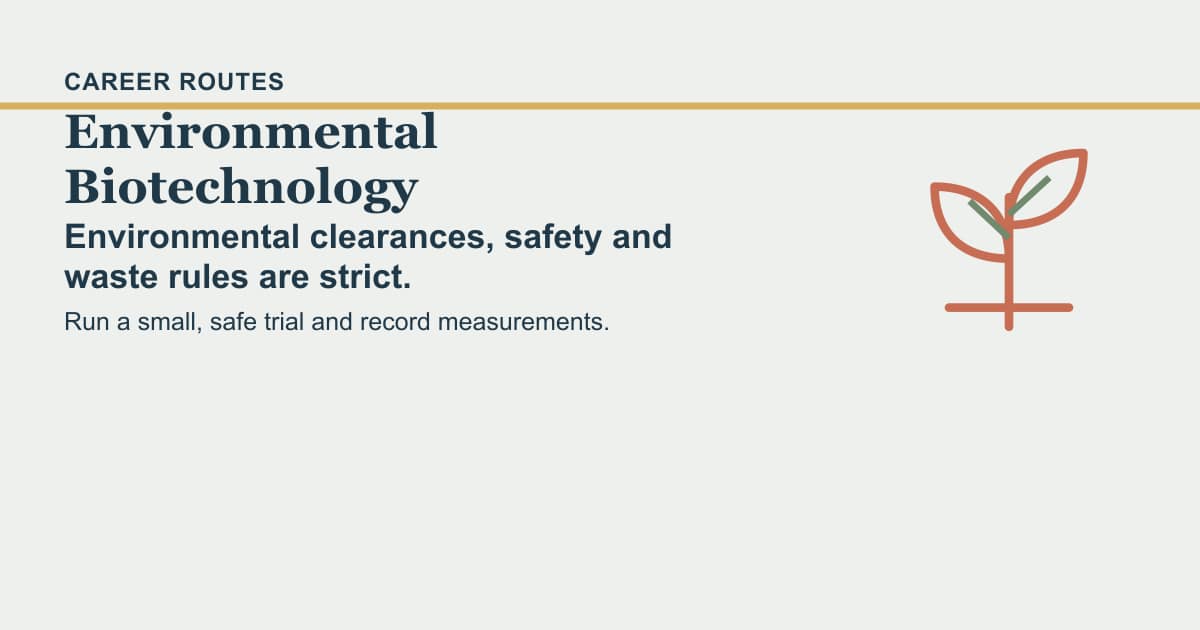 CAREER ROUTES
Environmental
Biotechnology
Environmental clearances, safety and
waste rules are strict.
Run a small, safe trial and record measurements.